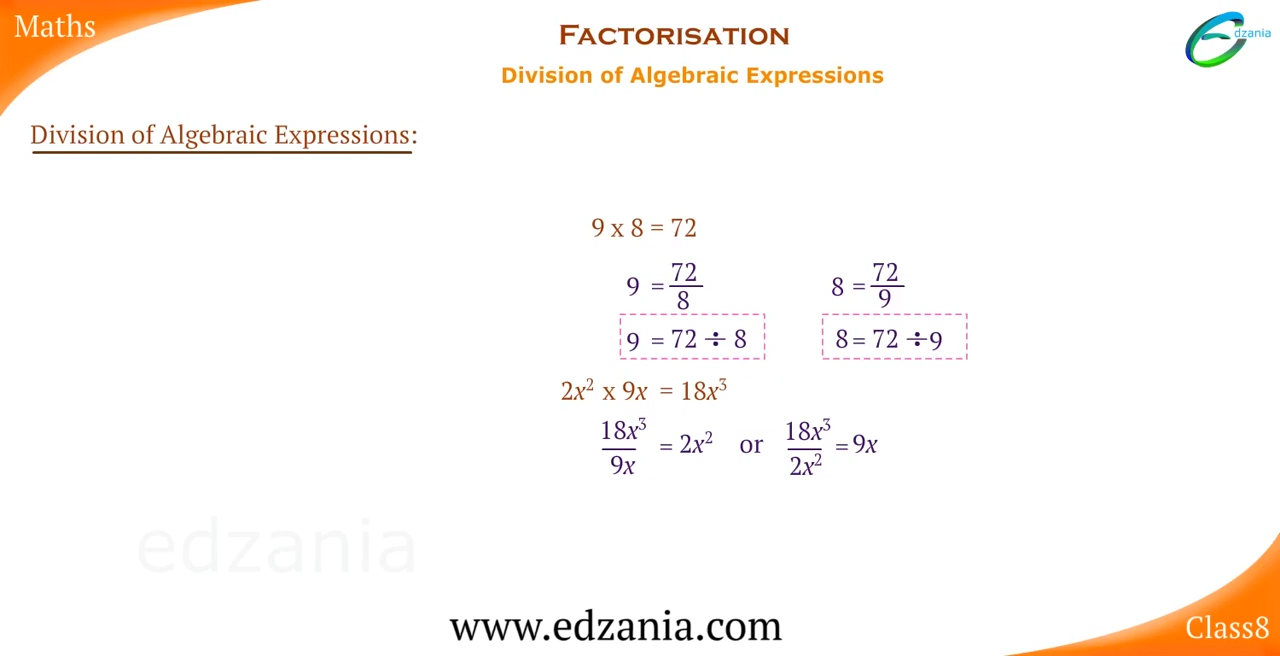 Maths
FACTORISATION
Edzania
Division of Algebraic Expressions
Division of Algebraic Expressions:
9 x 8 = 72
9 = 72/8    8 = 72/9
9 = 72 ÷ 8    8 = 72 ÷ 9
2x² x 9x = 18x³
18x³/9x = 2x² or 18x³/2x² = 9x
edzania
www.edzania.com
Class8